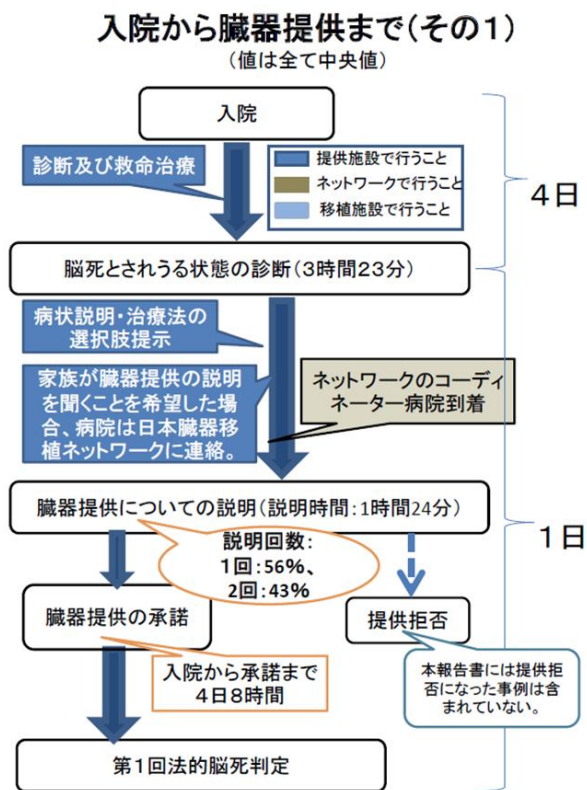 入院から臓器提供まで(その1)
(値は全て中央値)
入院
診断及び救命治療
提供施設で行うこと
ネットワークで行うこと
移植施設で行うこと
4日
脳死とされうる状態の診断(3時間23分)
病状説明・治療法の
選択肢提示
家族が臓器提供の説明
を聞くことを希望した場
合、病院は日本臓器移
植ネットワークに連絡。
ネットワークのコーディ
ネーター病院到着
臓器提供についての説明(説明時間:1時間24分)
説明回数:
1回:56%、
2回:43%
1日
臓器提供の承諾
提供拒否
入院から承諾まで
4日8時間
本報告書には提供拒
否になった事例は含
まれていない。
第1回法的脳死判定